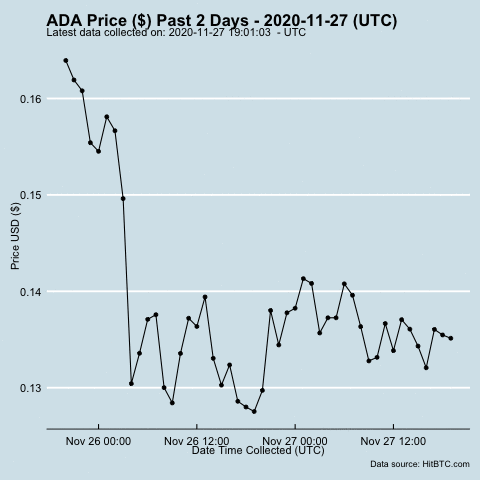 ADA Price ($) Past 2 Days - 2020-11-27 (UTC)
Latest data collected on: 2020-11-27 19:01:03 - UTC
0.16
0.15
0.14
0.13
Price USD ($)
Nov 26 00:00 Nov 26 12:00 Nov 27 00:00 Nov 27 12:00
Date Time Collected (UTC)
Data source: HitBTC.com